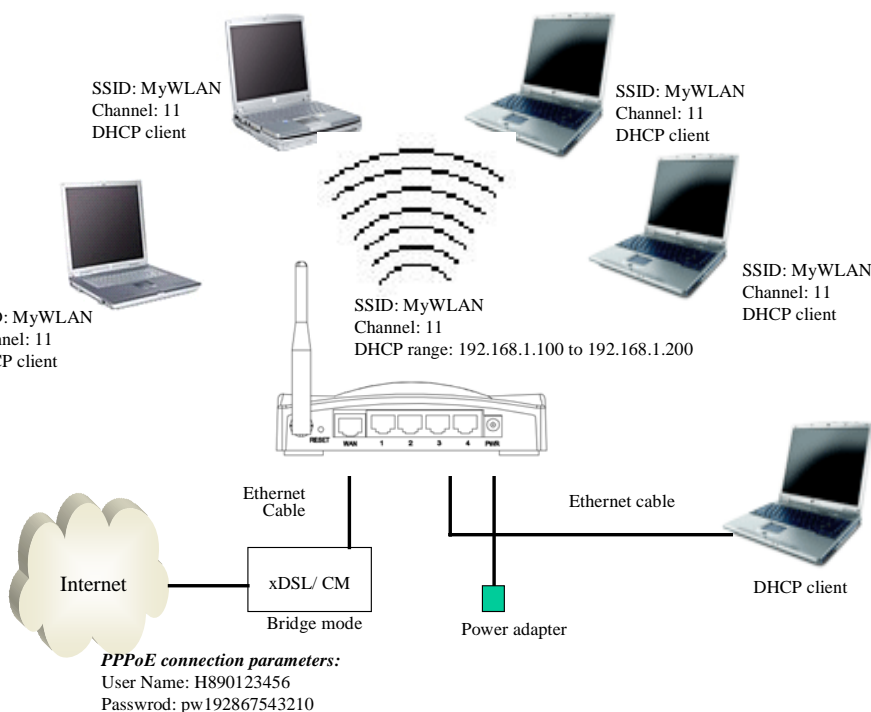 SSID: MyWLAN
Channel: 11
DHCP client
SSID: MyWLAN
Channel: 11
DHCP client
SSID: MyWLAN
Channel: 11
DHCP client
D: MyWLAN
nnel: 11
CP client
SSID: MyWLAN
Channel: 11
DHCP range: 192.168.1.100 to 192.168.1.200
RESET WAN 1 2 3 4 PWR
Ethernet
Cable
Ethernet cable
Internet
xDSL/ CM
Bridge mode
Power adapter
DHCP client
PPPoE connection parameters:
User Name: H890123456
Passwrod: pw192867543210